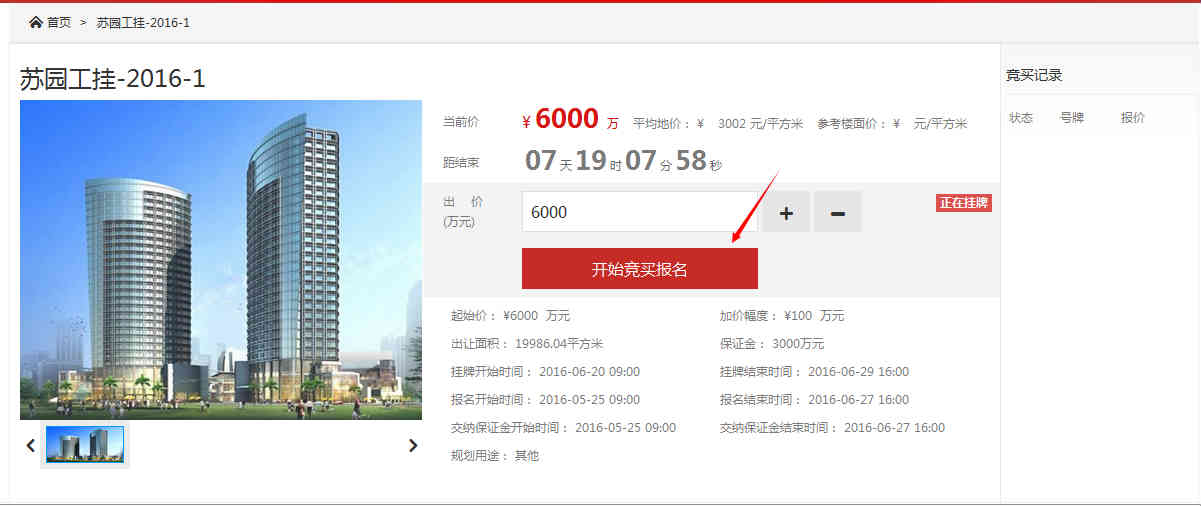 首页 > 苏园工挂-2016-1
苏园工挂-2016-1
当前价 ¥ 6000 万 平均地价： ¥ 3002 元/平方米 参考楼面价： ¥ 元/平方米
距结束 07 天 19 时 07 分 58 秒
出 价
(万元)
6000 + −
正在挂牌
开始竞买报名
起始价： ¥6000 万元 加价幅度： ¥100 万元
出让面积： 19986.04平方米 保证金： 3000万元
挂牌开始时间： 2016-06-20 09:00 挂牌结束时间： 2016-06-29 16:00
报名开始时间： 2016-05-25 09:00 报名结束时间： 2016-06-27 16:00
交纳保证金开始时间： 2016-05-25 09:00 交纳保证金结束时间： 2016-06-27 16:00
规划用途： 其他
竞买记录
状态 号牌 报价